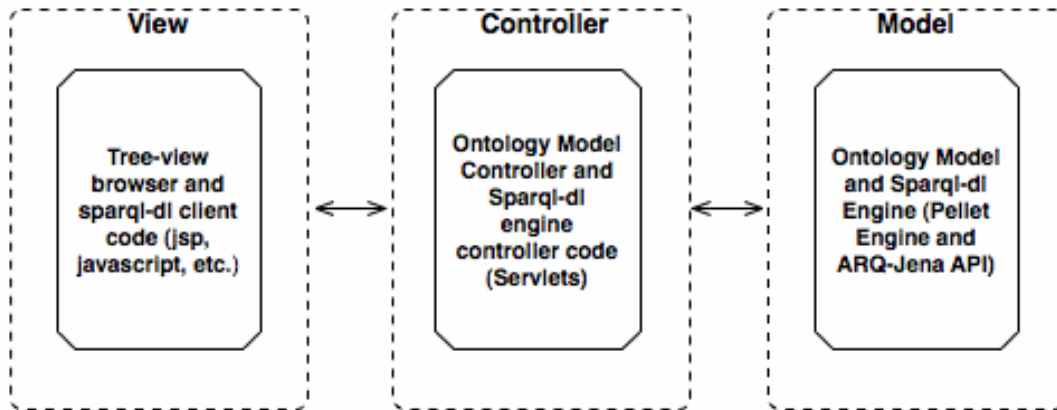 View
Controller
Model
Tree-view
browser and
sparql-dl client
code (jsp,
javascript, etc.)
Ontology Model
Controller and
Sparql-dl
engine
controller code
(Servlets)
Ontology Model
and Sparql-dl
Engine (Pellet
Engine and
ARQ-Jena API)